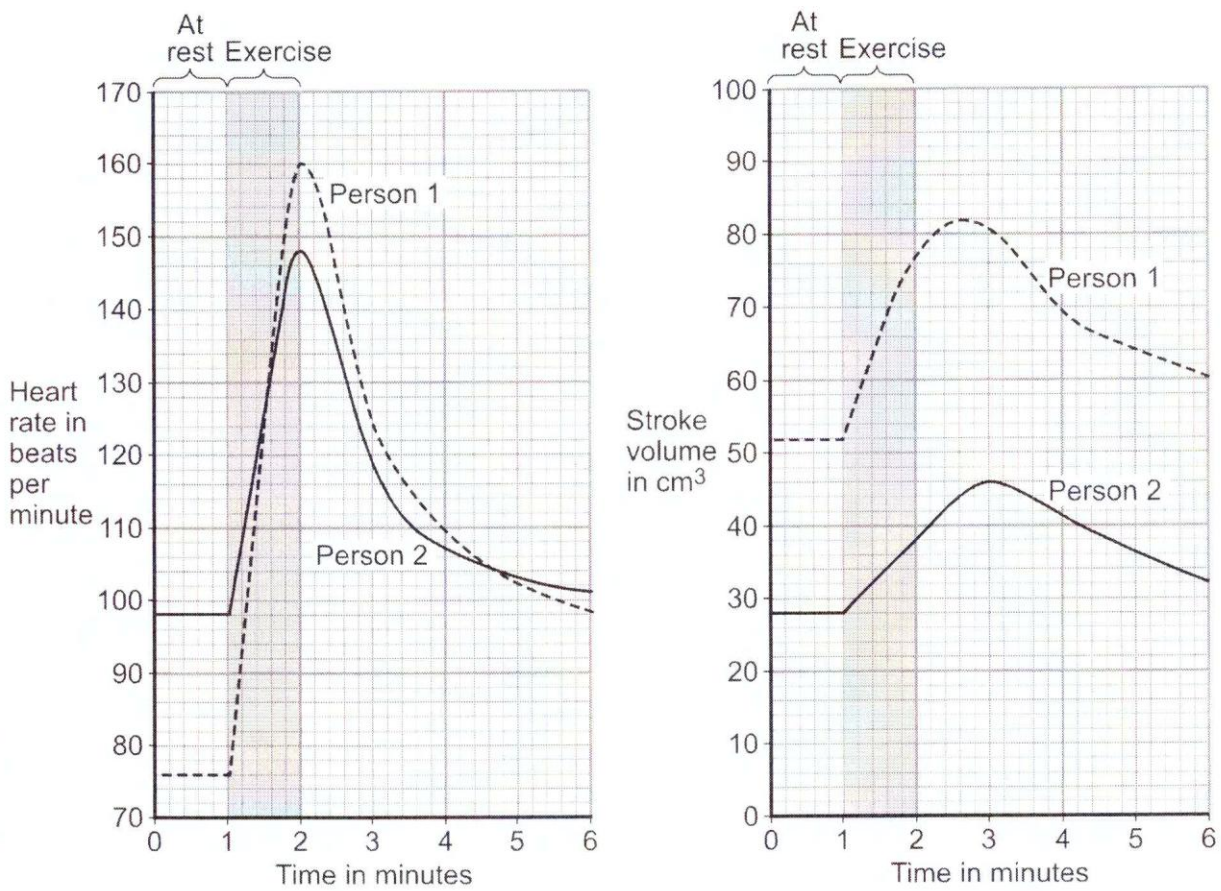 At
rest Exercise
170
160
150
140
130
120
110
100
90
80
70
Heart
rate in
beats
per
minute
Person 1
Person 2
0 1 2 3 4 5 6
Time in minutes
At
rest Exercise
100
90
80
70
60
50
40
30
20
10
0
Stroke
volume
in cm³
Person 1
Person 2
0 1 2 3 4 5 6
Time in minutes